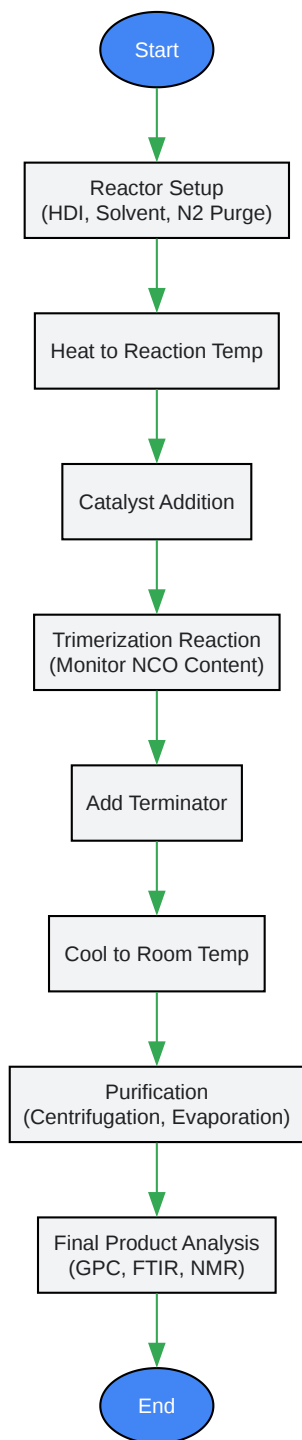 Start
Reactor Setup
(HDI, Solvent, N2 Purge)
Heat to Reaction Temp
Catalyst Addition
Trimerization Reaction
(Monitor NCO Content)
Add Terminator
Cool to Room Temp
Purification
(Centrifugation, Evaporation)
Final Product Analysis
(GPC, FTIR, NMR)
End